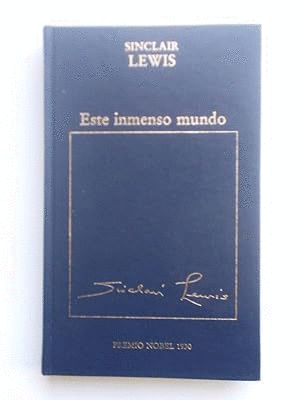 SINCLAIR
LEWIS
Este inmenso mundo
Sinclair Lewis
PREMIO NOBEL 1930